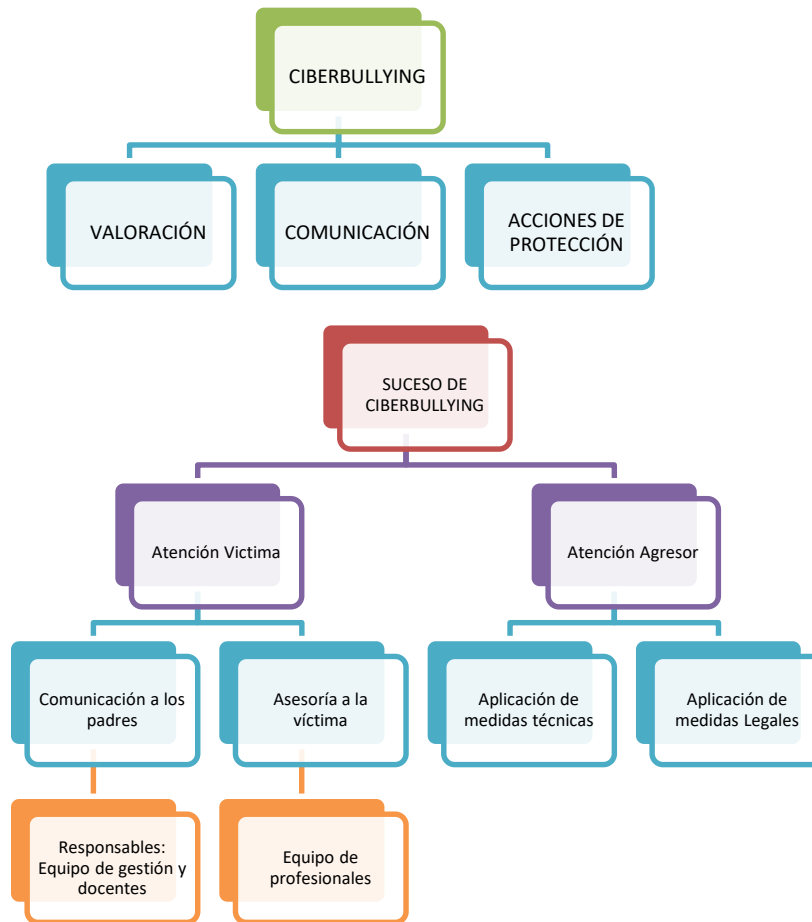 CIBERBULLYING
VALORACIÓN
COMUNICACIÓN
ACCIONES DE
PROTECCIÓN
SUCESO DE
CIBERBULLYING
Atención Victima
Atención Agresor
Comunicación a los
padres
Asesoría a la
víctima
Aplicación de
medidas técnicas
Aplicación de
medidas Legales
Responsables:
Equipo de gestión y
docentes
Equipo de
profesionales